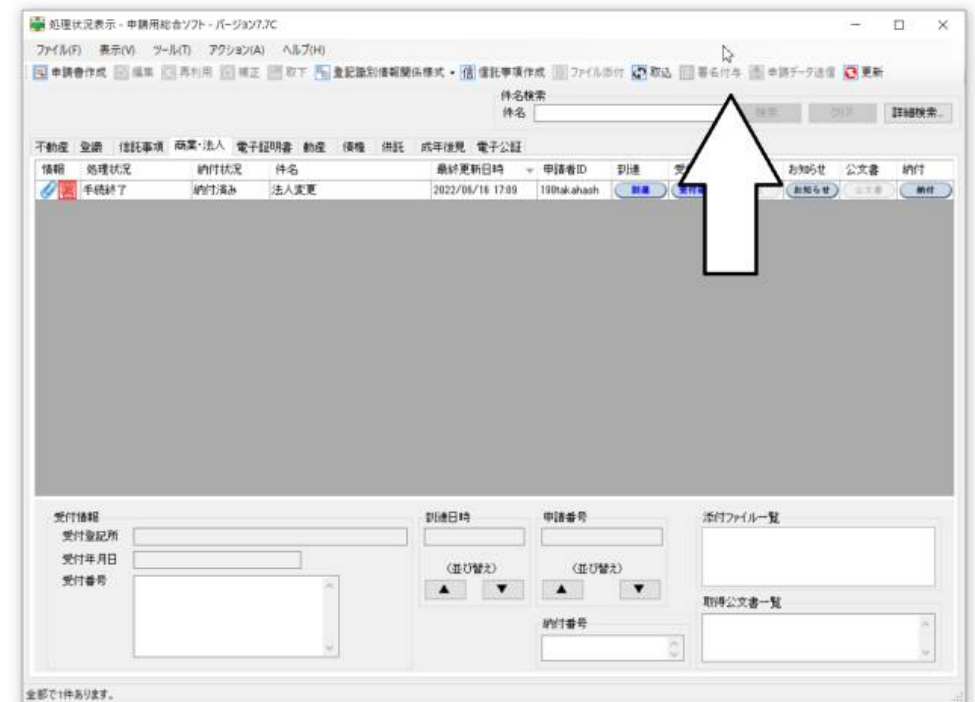 処理状況表示 - 申請用総合ソフト - バージョン7.7C
ファイル(F) 表示(V) ツール(T) アクション(A) ヘルプ(H)
申請書作成 編集 再利用 補正 取下 登記識別情報関係様式 信託事項作成 ファイル添付 取込 署名付与 申請データ送信 更新
件名検索
件名 検索 クリア 詳細検索...
不動産 登嘱 信託事項 商業・法人 電子証明書 動産 債権 供託 成年後見 電子公証
情報 処理状況 納付状況 件名 最終更新日時 申請者ID 到達 受 お知らせ 公文書 納付
手続終了 納付済み 法人変更 2022/06/16 17:09 190takahash 到達 受付 お知らせ 公文書 納付
受付情報 到達日時 申請番号 添付ファイル一覧
受付登記所
受付年月日 (並び替え) (並び替え)
受付番号 ▲ ▼ ▲ ▼
取得公文書一覧
納付番号
全部で1件あります。